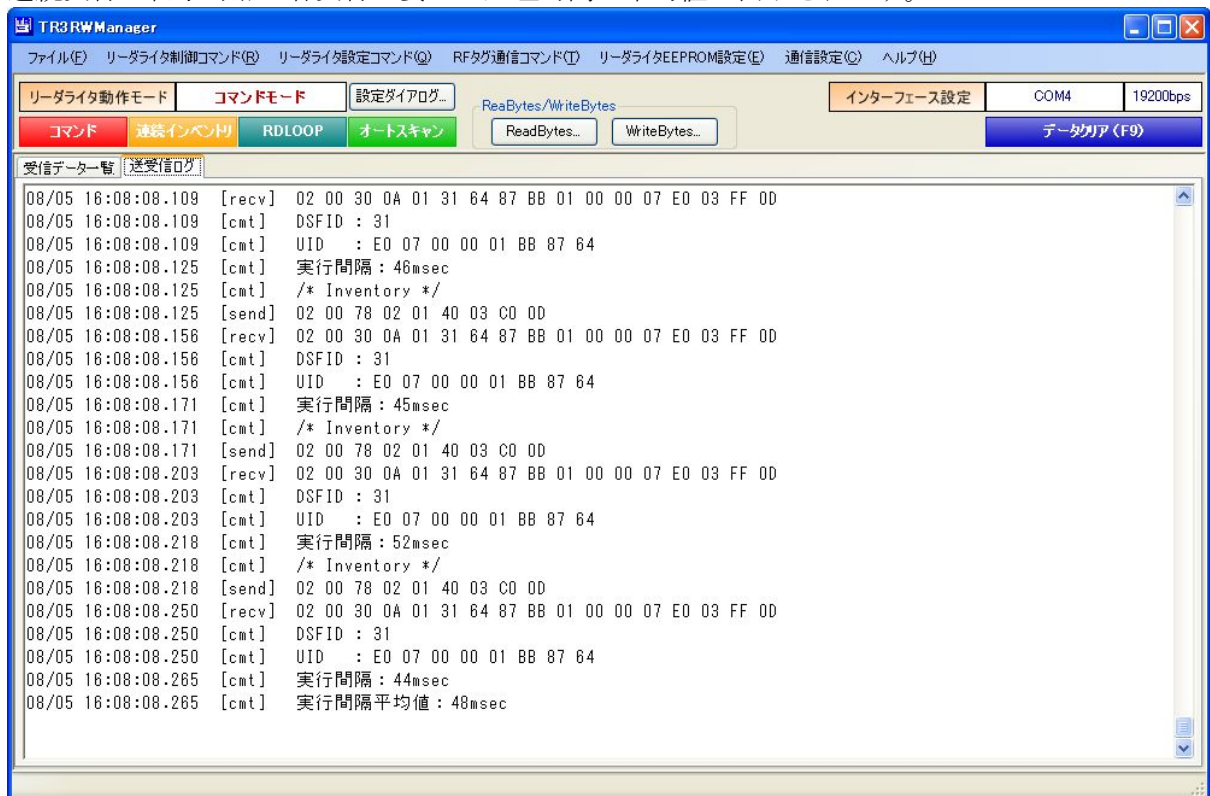 TR3RWManager
ファイル(F) リーダライタ制御コマンド(R) リーダライタ設定コマンド(Q) RFタグ通信コマンド(T) リーダライタEEPROM設定(E) 通信設定(C) ヘルプ(H)
リーダライタ動作モード コマンドモード 設定ダイアログ... ReaBytes/WriteBytes インターフェース設定 COM4 19200bps
コマンド 連続インベントリ RDLOOP オートスキャン ReadBytes... WriteBytes... データクリア(F9)
受信データ一覧 送受信ログ
08/05 16:08:08.109 [recv] 02 00 30 0A 01 31 64 87 BB 01 00 00 07 E0 03 FF 0D
08/05 16:08:08.109 [cmt] DSFID : 31
08/05 16:08:08.109 [cmt] UID : E0 07 00 00 01 BB 87 64
08/05 16:08:08.125 [cmt] 実行間隔：46msec
08/05 16:08:08.125 [cmt] /* Inventory */
08/05 16:08:08.125 [send] 02 00 78 02 01 40 03 C0 0D
08/05 16:08:08.156 [recv] 02 00 30 0A 01 31 64 87 BB 01 00 00 07 E0 03 FF 0D
08/05 16:08:08.156 [cmt] DSFID : 31
08/05 16:08:08.156 [cmt] UID : E0 07 00 00 01 BB 87 64
08/05 16:08:08.171 [cmt] 実行間隔：45msec
08/05 16:08:08.171 [cmt] /* Inventory */
08/05 16:08:08.171 [send] 02 00 78 02 01 40 03 C0 0D
08/05 16:08:08.203 [recv] 02 00 30 0A 01 31 64 87 BB 01 00 00 07 E0 03 FF 0D
08/05 16:08:08.203 [cmt] DSFID : 31
08/05 16:08:08.203 [cmt] UID : E0 07 00 00 01 BB 87 64
08/05 16:08:08.218 [cmt] 実行間隔：52msec
08/05 16:08:08.218 [cmt] /* Inventory */
08/05 16:08:08.218 [send] 02 00 78 02 01 40 03 C0 0D
08/05 16:08:08.250 [recv] 02 00 30 0A 01 31 64 87 BB 01 00 00 07 E0 03 FF 0D
08/05 16:08:08.250 [cmt] DSFID : 31
08/05 16:08:08.250 [cmt] UID : E0 07 00 00 01 BB 87 64
08/05 16:08:08.265 [cmt] 実行間隔：44msec
08/05 16:08:08.265 [cmt] 実行間隔平均値：48msec